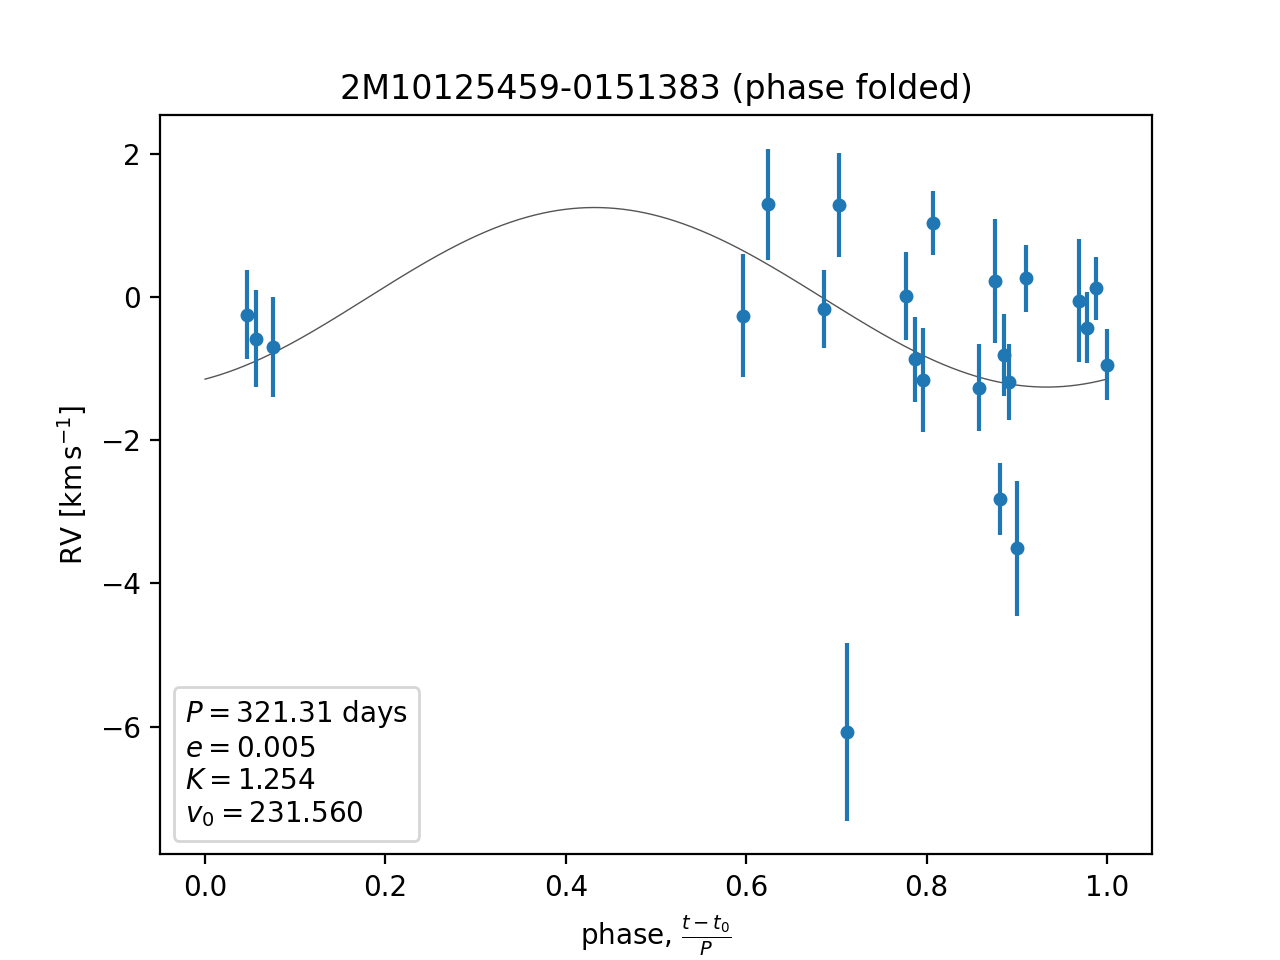 2M10125459-0151383 (phase folded)
2
0
−2
−4
−6
RV [km s⁻¹]
P = 321.31 days
e = 0.005
K = 1.254
v₀ = 231.560
0.0 0.2 0.4 0.6 0.8 1.0
phase, (t − t₀)/P